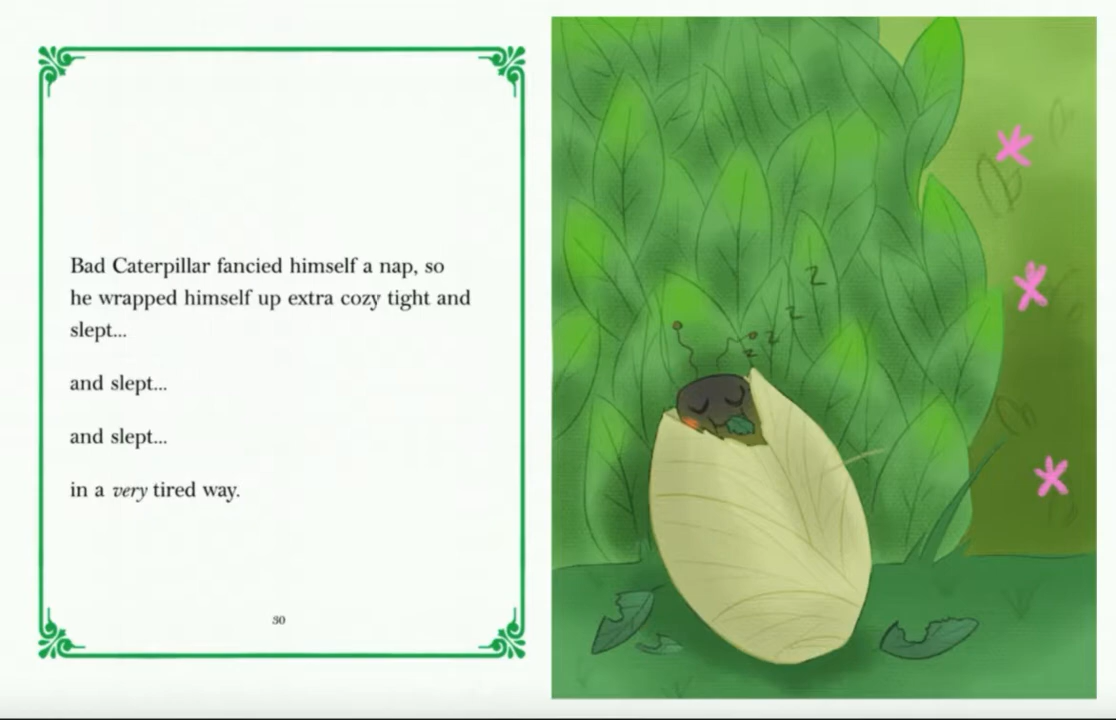 Bad Caterpillar fancied himself a nap, so
he wrapped himself up extra cozy tight and
slept...
and slept...
and slept...
in a very tired way.
30
z
z
z
z